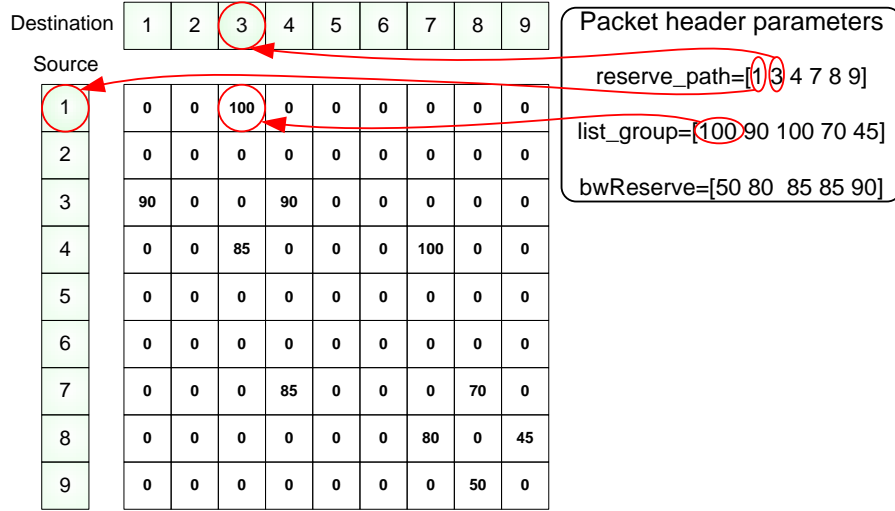 Destination 1 2 3 4 5 6 7 8 9
Source
1 0 0 100 0 0 0 0 0 0
2 0 0 0 0 0 0 0 0 0
3 90 0 0 90 0 0 0 0 0
4 0 0 85 0 0 0 100 0 0
5 0 0 0 0 0 0 0 0 0
6 0 0 0 0 0 0 0 0 0
7 0 0 0 85 0 0 0 70 0
8 0 0 0 0 0 0 80 0 45
9 0 0 0 0 0 0 0 50 0
Packet header parameters
reserve_path=[1 3 4 7 8 9]
list_group=[100 90 100 70 45]
bwReserve=[50 80 85 85 90]